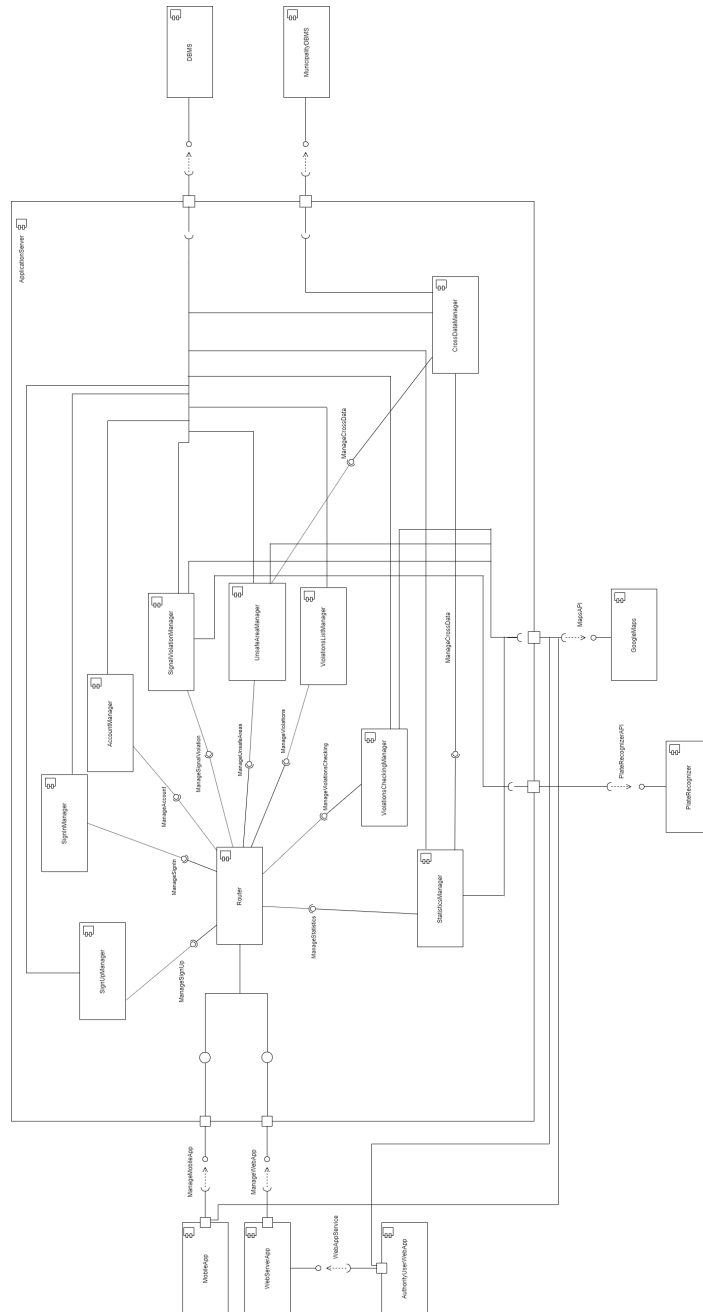 MobileApp
WebServerApp
AuthorityUserWebApp
WebAppService
ManageMobileApp
ManageWebApp
ApplicationServer
SignUpManager
SignInManager
AccountManager
SignalViolationManager
UnsafeAreaManager
ViolationsListManager
ViolationsCheckingManager
StatisticsManager
CrossDataManager
Router
ManageSignUp
ManageSignIn
ManageAccount
ManageSignalViolation
ManageUnsafeAreas
ManageViolations
ManageViolationsChecking
ManageStatistics
ManageCrossData
ManageCrossData
DBMS
MunicipalityDBMS
MapsAPI
GoogleMaps
PlateRecognizerAPI
PlateRecognizer